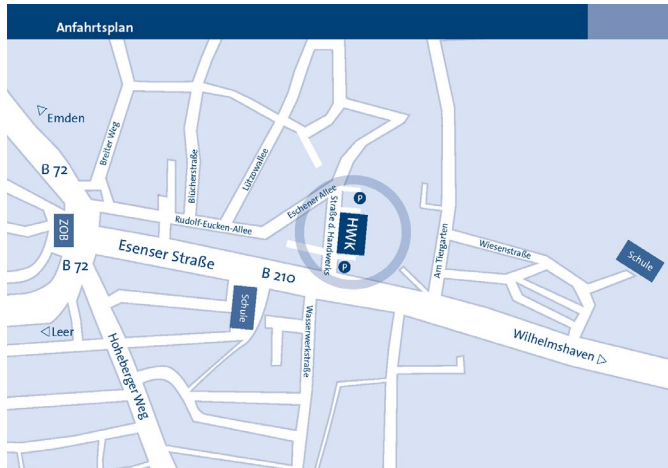 Anfahrtsplan
Emden
B 72
Breiter Weg
Blücherstraße
Lützowallee
Eschener Allee
Straße d. Handwerks
P
HWK
P
Rudolf-Eucken-Allee
ZOB
Esenser Straße
B 72
B 210
Am Tiergarten
Wiesenstraße
Schule
Schule
Leer
Hoheberger Weg
Wasserwerkstraße
Wilhelmshaven